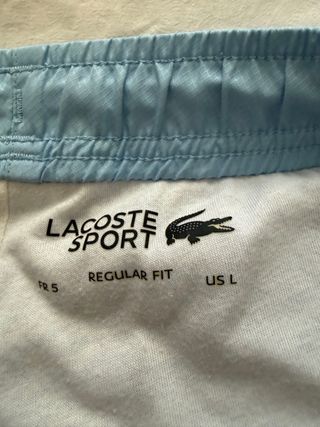 LACOSTE
SPORT
FR 5 REGULAR FIT US L